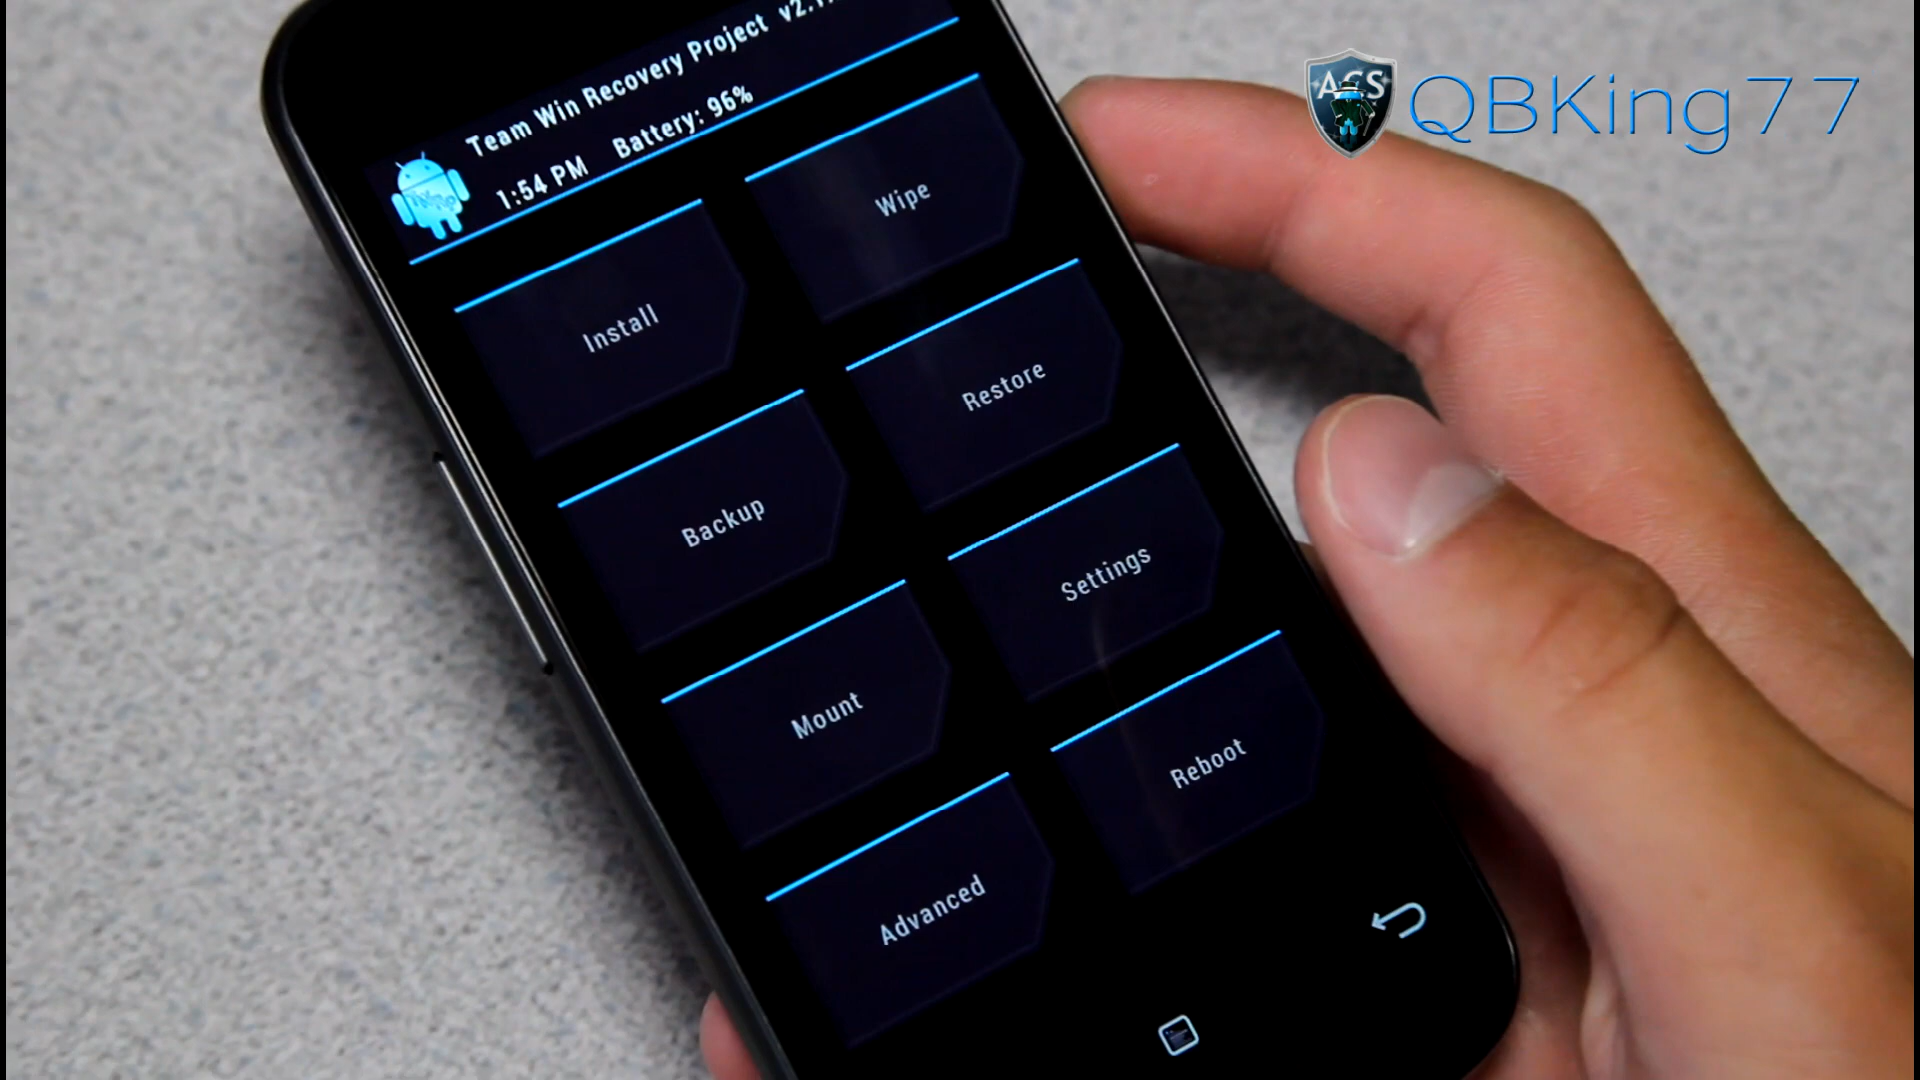 Team Win Recovery Project
1:54 PM Battery: 96%
Install
Wipe
Backup
Restore
Mount
Settings
Advanced
Reboot
ACS
QBKing77